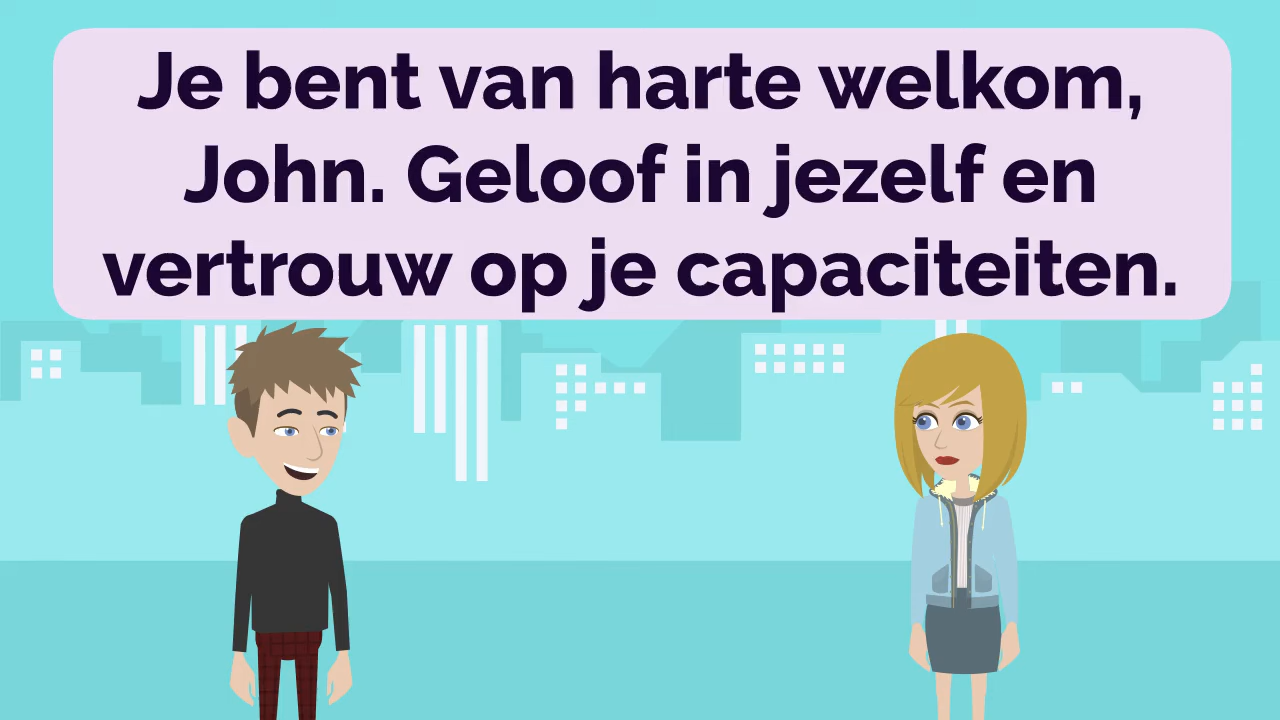 Je bent van harte welkom,
John. Geloof in jezelf en
vertrouw op je capaciteiten.